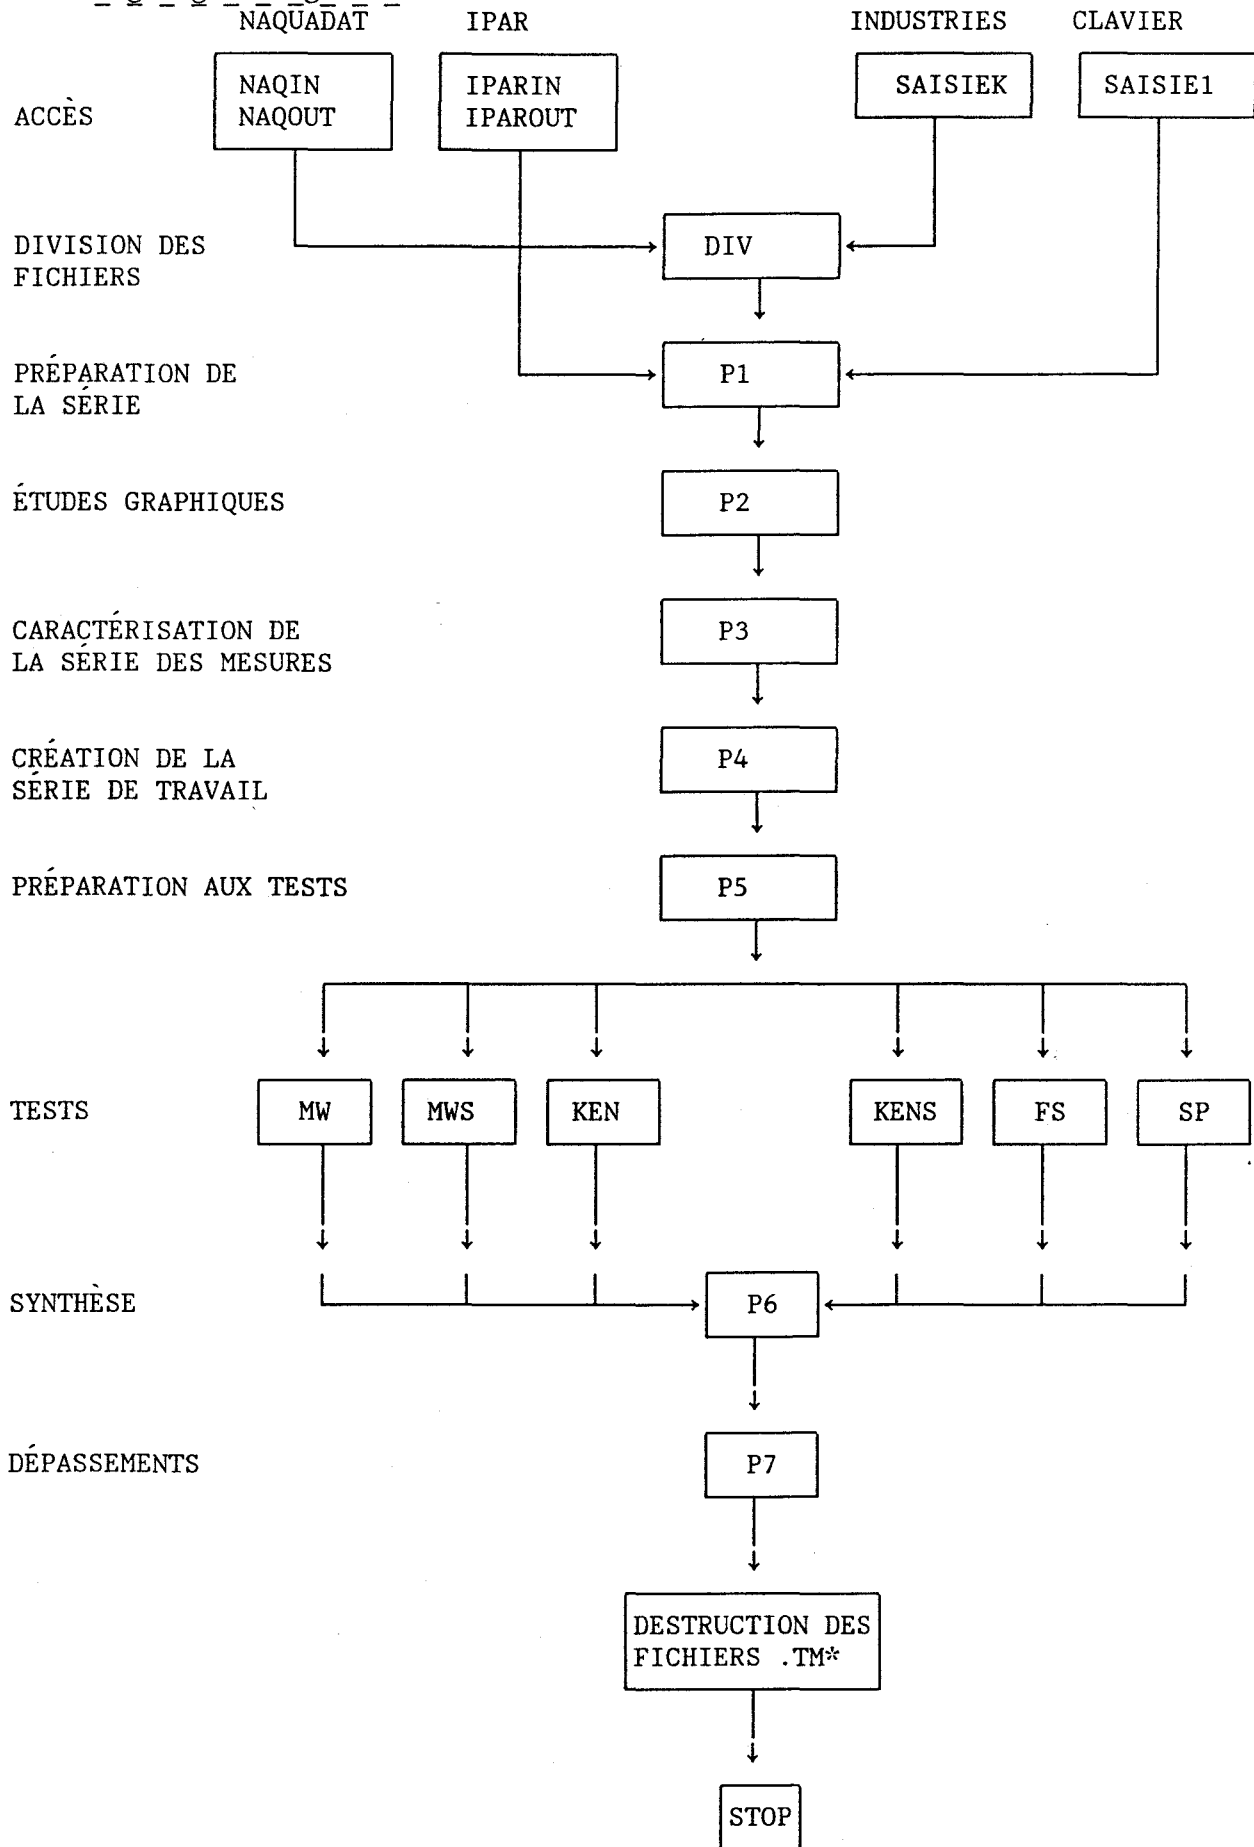 NAQUADAT IPAR INDUSTRIES CLAVIER
NAQIN IPARIN SAISIEK SAISIE1
ACCÈS NAQOUT IPAROUT
DIVISION DES DIV
FICHIERS
PRÉPARATION DE P1
LA SÉRIE
ÉTUDES GRAPHIQUES P2
CARACTÉRISATION DE P3
LA SÉRIE DES MESURES
CRÉATION DE LA P4
SÉRIE DE TRAVAIL
PRÉPARATION AUX TESTS P5
TESTS MW MWS KEN KENS FS SP
SYNTHÈSE P6
DÉPASSEMENTS P7
DESTRUCTION DES
FICHIERS .TM*
STOP